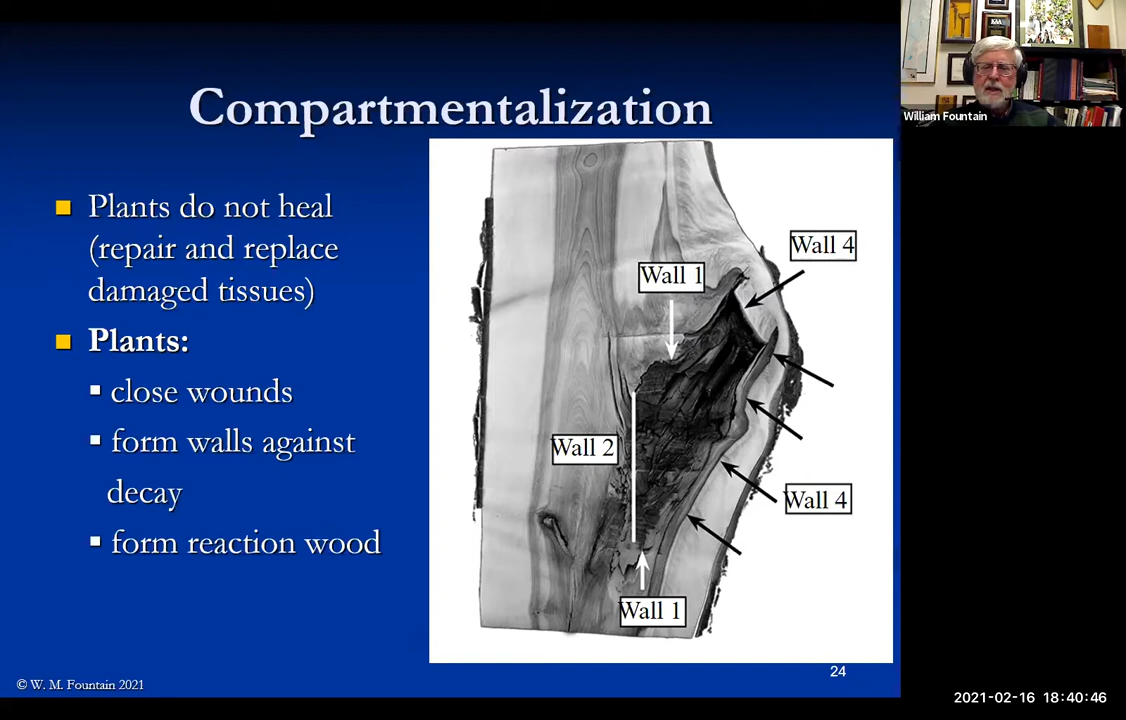 Compartmentalization
Plants do not heal
(repair and replace
damaged tissues)
Plants:
close wounds
form walls against
decay
form reaction wood
Wall 4
Wall 1
Wall 2
Wall 4
Wall 1
© W. M. Fountain 2021
24
William Fountain
2021-02-16 18:40:46